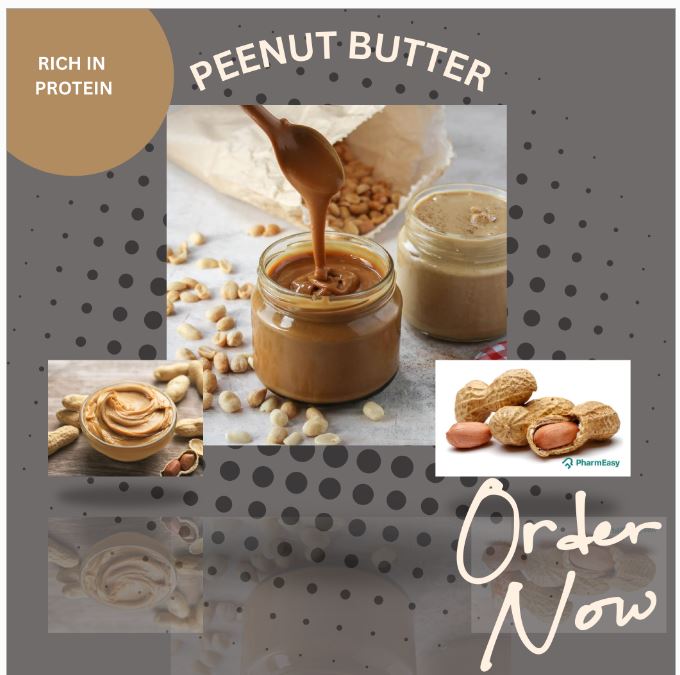 RICH IN
PROTEIN
PEENUT BUTTER
PharmEasy
Order
Now